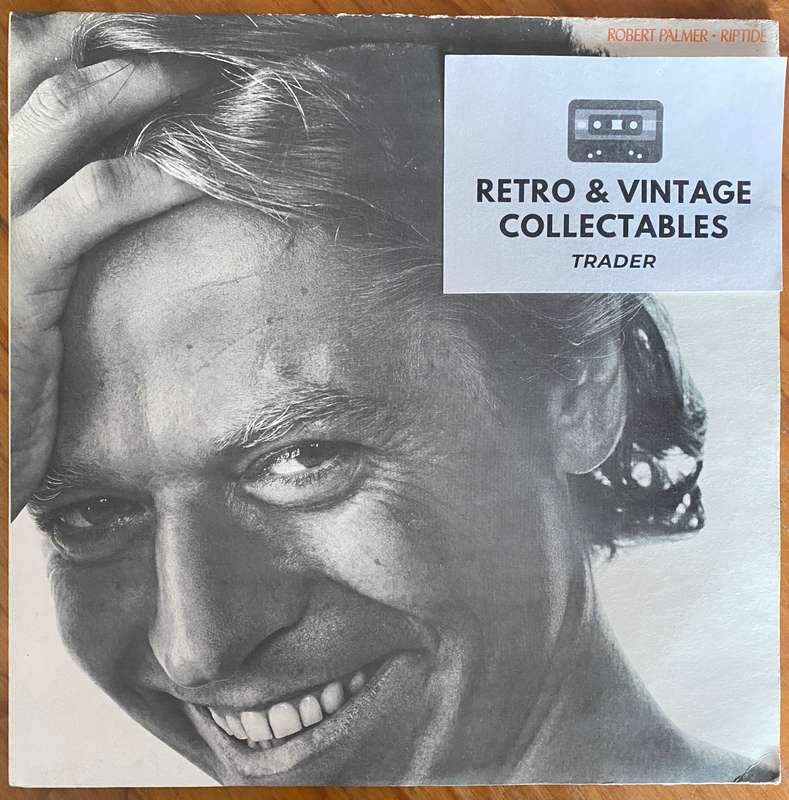 ROBERT PALMER • RIPTIDE
RETRO & VINTAGE
COLLECTABLES
TRADER